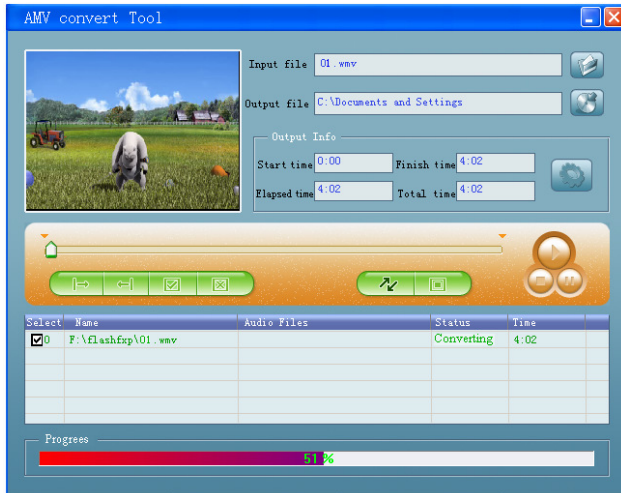 AMV convert Tool
Input file 01.wmv
Output file C:\Documents and Settings
Output Info
Start time 0:00 Finish time 4:02
Elapsed time 4:02 Total time 4:02
Select Name Audio Files Status Time
0 F:\flashfxp\01.wmv Converting 4:02
Progrees
51 %